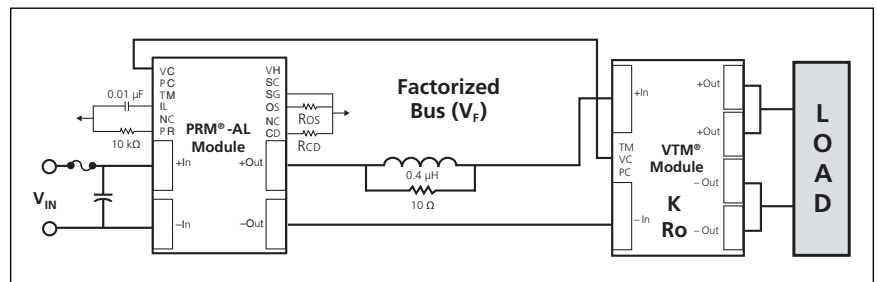 VC
PC
TM
IL
NC
PR
0.01 µF
10 kΩ
PRM®-AL
Module
VH
SC
SG
OS
NC
CD
ROS
RCD
+In
–In
+Out
–Out
VIN
Factorized
Bus (VF)
0.4 µH
10 Ω
+In
TM
VC
PC
– In
VTM®
Module
K
Ro
+Out
+Out
– Out
– Out
L
O
A
D